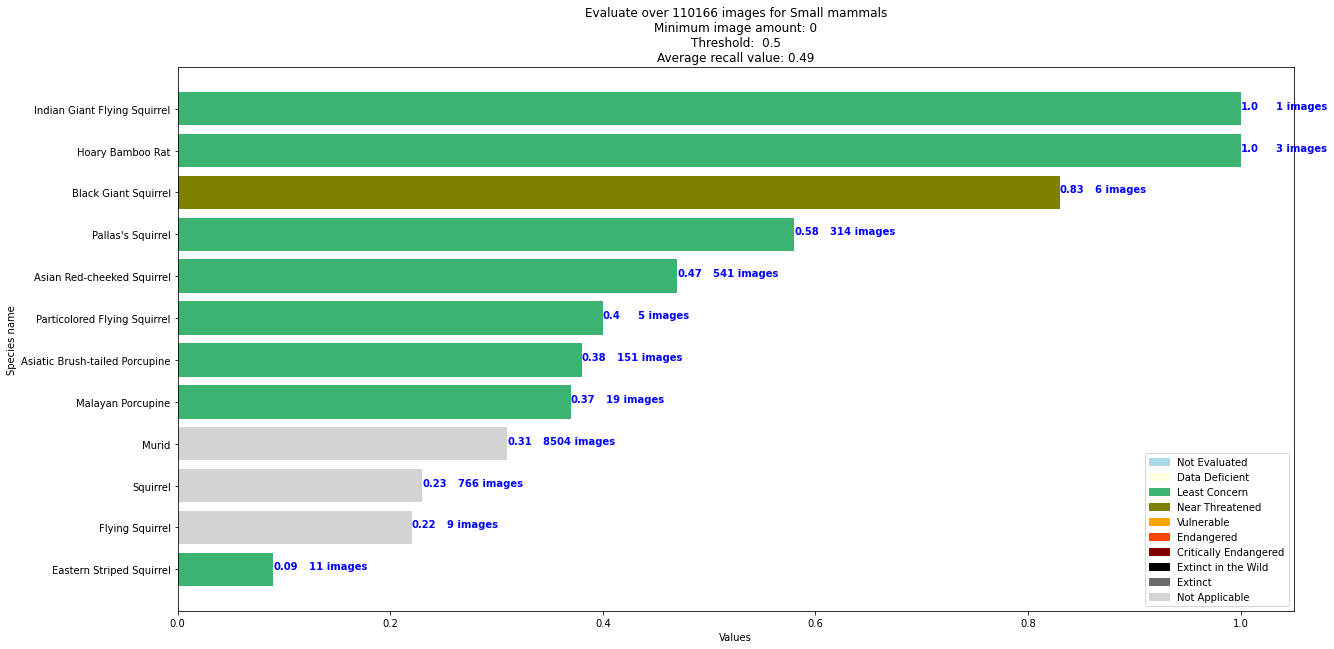 Evaluate over 110166 images for Small mammals
Minimum image amount: 0
Threshold:  0.5
Average recall value: 0.49
Species name
Indian Giant Flying Squirrel 1.0 1 images
Hoary Bamboo Rat 1.0 3 images
Black Giant Squirrel 0.83 6 images
Pallas's Squirrel 0.58 314 images
Asian Red-cheeked Squirrel 0.47 541 images
Particolored Flying Squirrel 0.4 5 images
Asiatic Brush-tailed Porcupine 0.38 151 images
Malayan Porcupine 0.37 19 images
Murid 0.31 8504 images
Squirrel 0.23 766 images
Flying Squirrel 0.22 9 images
Eastern Striped Squirrel 0.09 11 images
Not Evaluated
Data Deficient
Least Concern
Near Threatened
Vulnerable
Endangered
Critically Endangered
Extinct in the Wild
Extinct
Not Applicable
0.0 0.2 0.4 0.6 0.8 1.0
Values